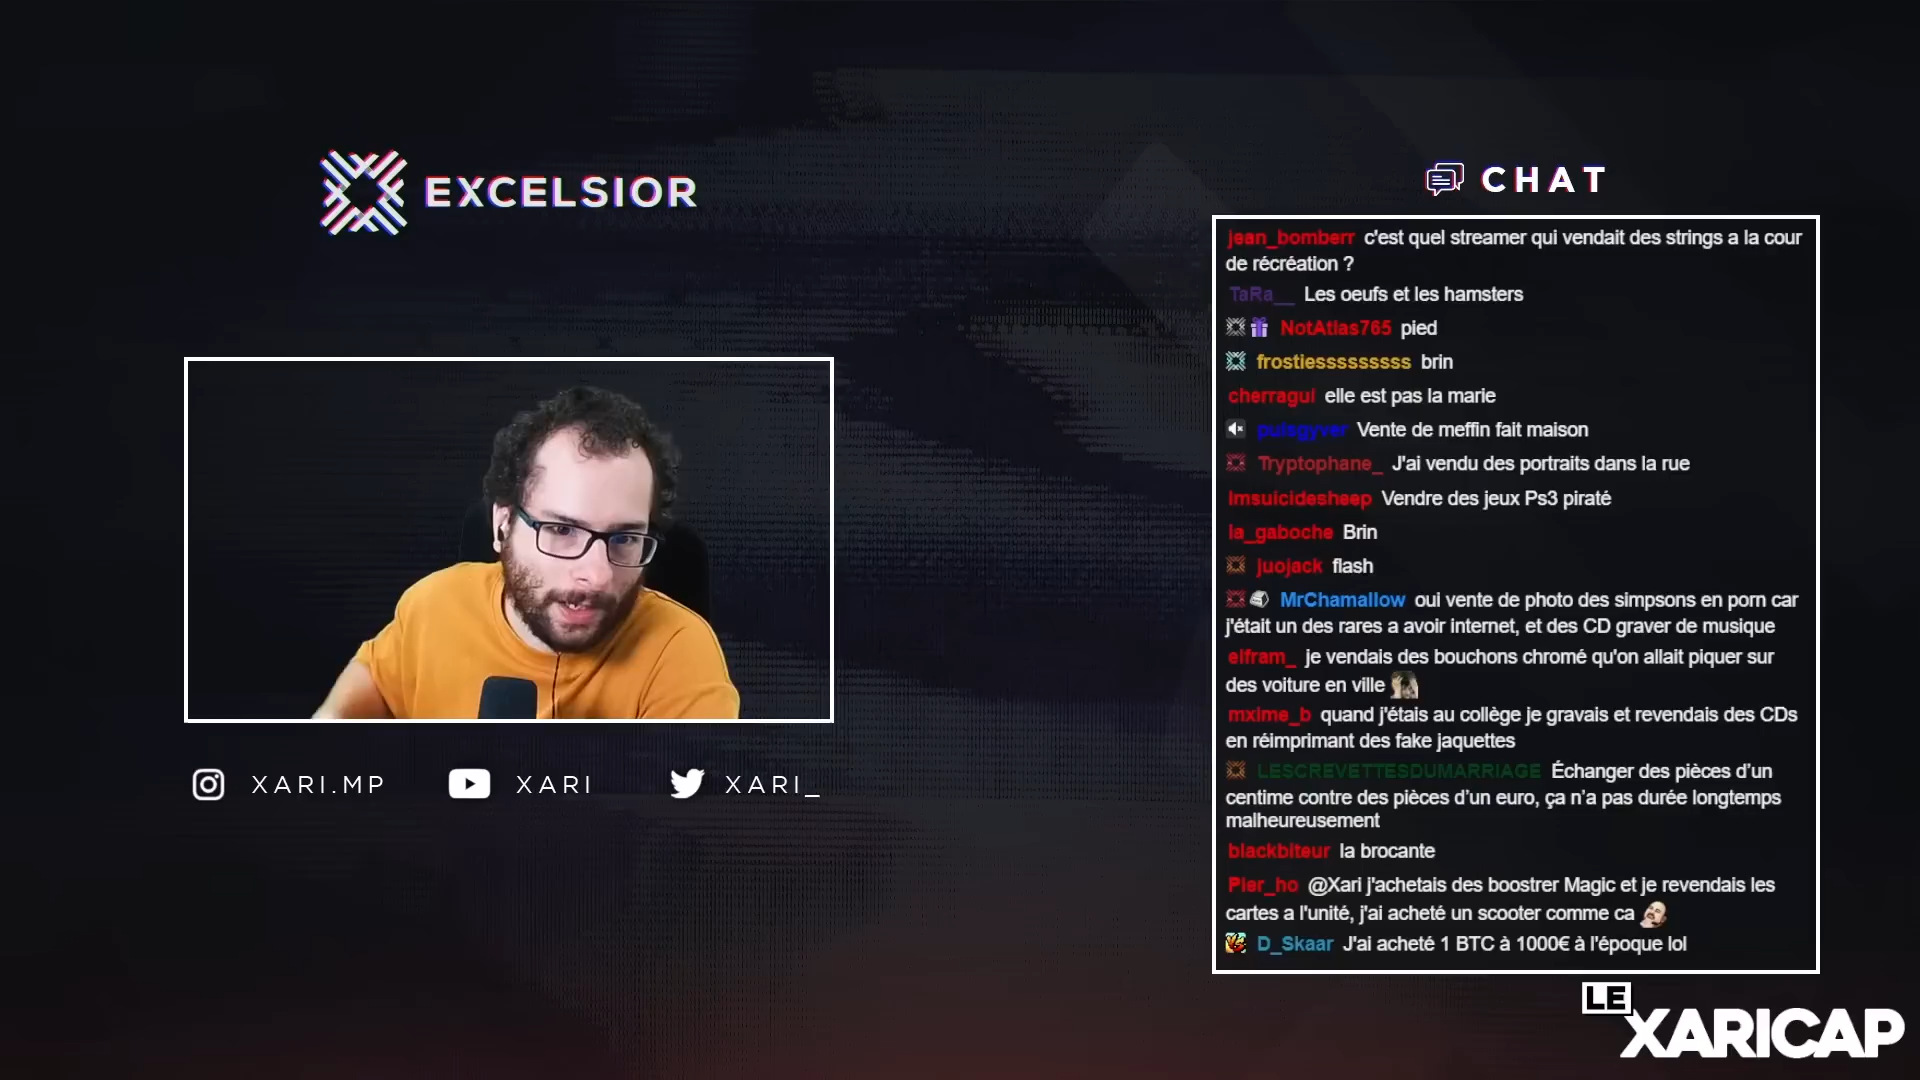 EXCELSIOR
CHAT
jean_bomberr c'est quel streamer qui vendait des strings a la cour
de récréation ?
TaRa__ Les oeufs et les hamsters
NotAtlas765 pied
frostiesssssssss brin
cherragui elle est pas la marie
pulsgyver Vente de meffin fait maison
Tryptophane_ J'ai vendu des portraits dans la rue
Imsuicidesheep Vendre des jeux Ps3 piraté
la_gaboche Brin
juojack flash
MrChamallow oui vente de photo des simpsons en porn car
j'était un des rares a avoir internet, et des CD graver de musique
elfram_ je vendais des bouchons chromé qu'on allait piquer sur
des voiture en ville
mxime_b quand j'étais au collège je gravais et revendais des CDs
en réimprimant des fake jaquettes
LESCREVETTESDUMARRIAGE Échanger des pièces d'un
centime contre des pièces d'un euro, ça n'a pas durée longtemps
malheureusement
blackbiteur la brocante
Pier_ho @Xari j'achetais des boostrer Magic et je revendais les
cartes a l'unité, j'ai acheté un scooter comme ca
D_Skaar J'ai acheté 1 BTC à 1000€ à l'époque lol
XARI.MP XARI XARI_
LE
XARICAP